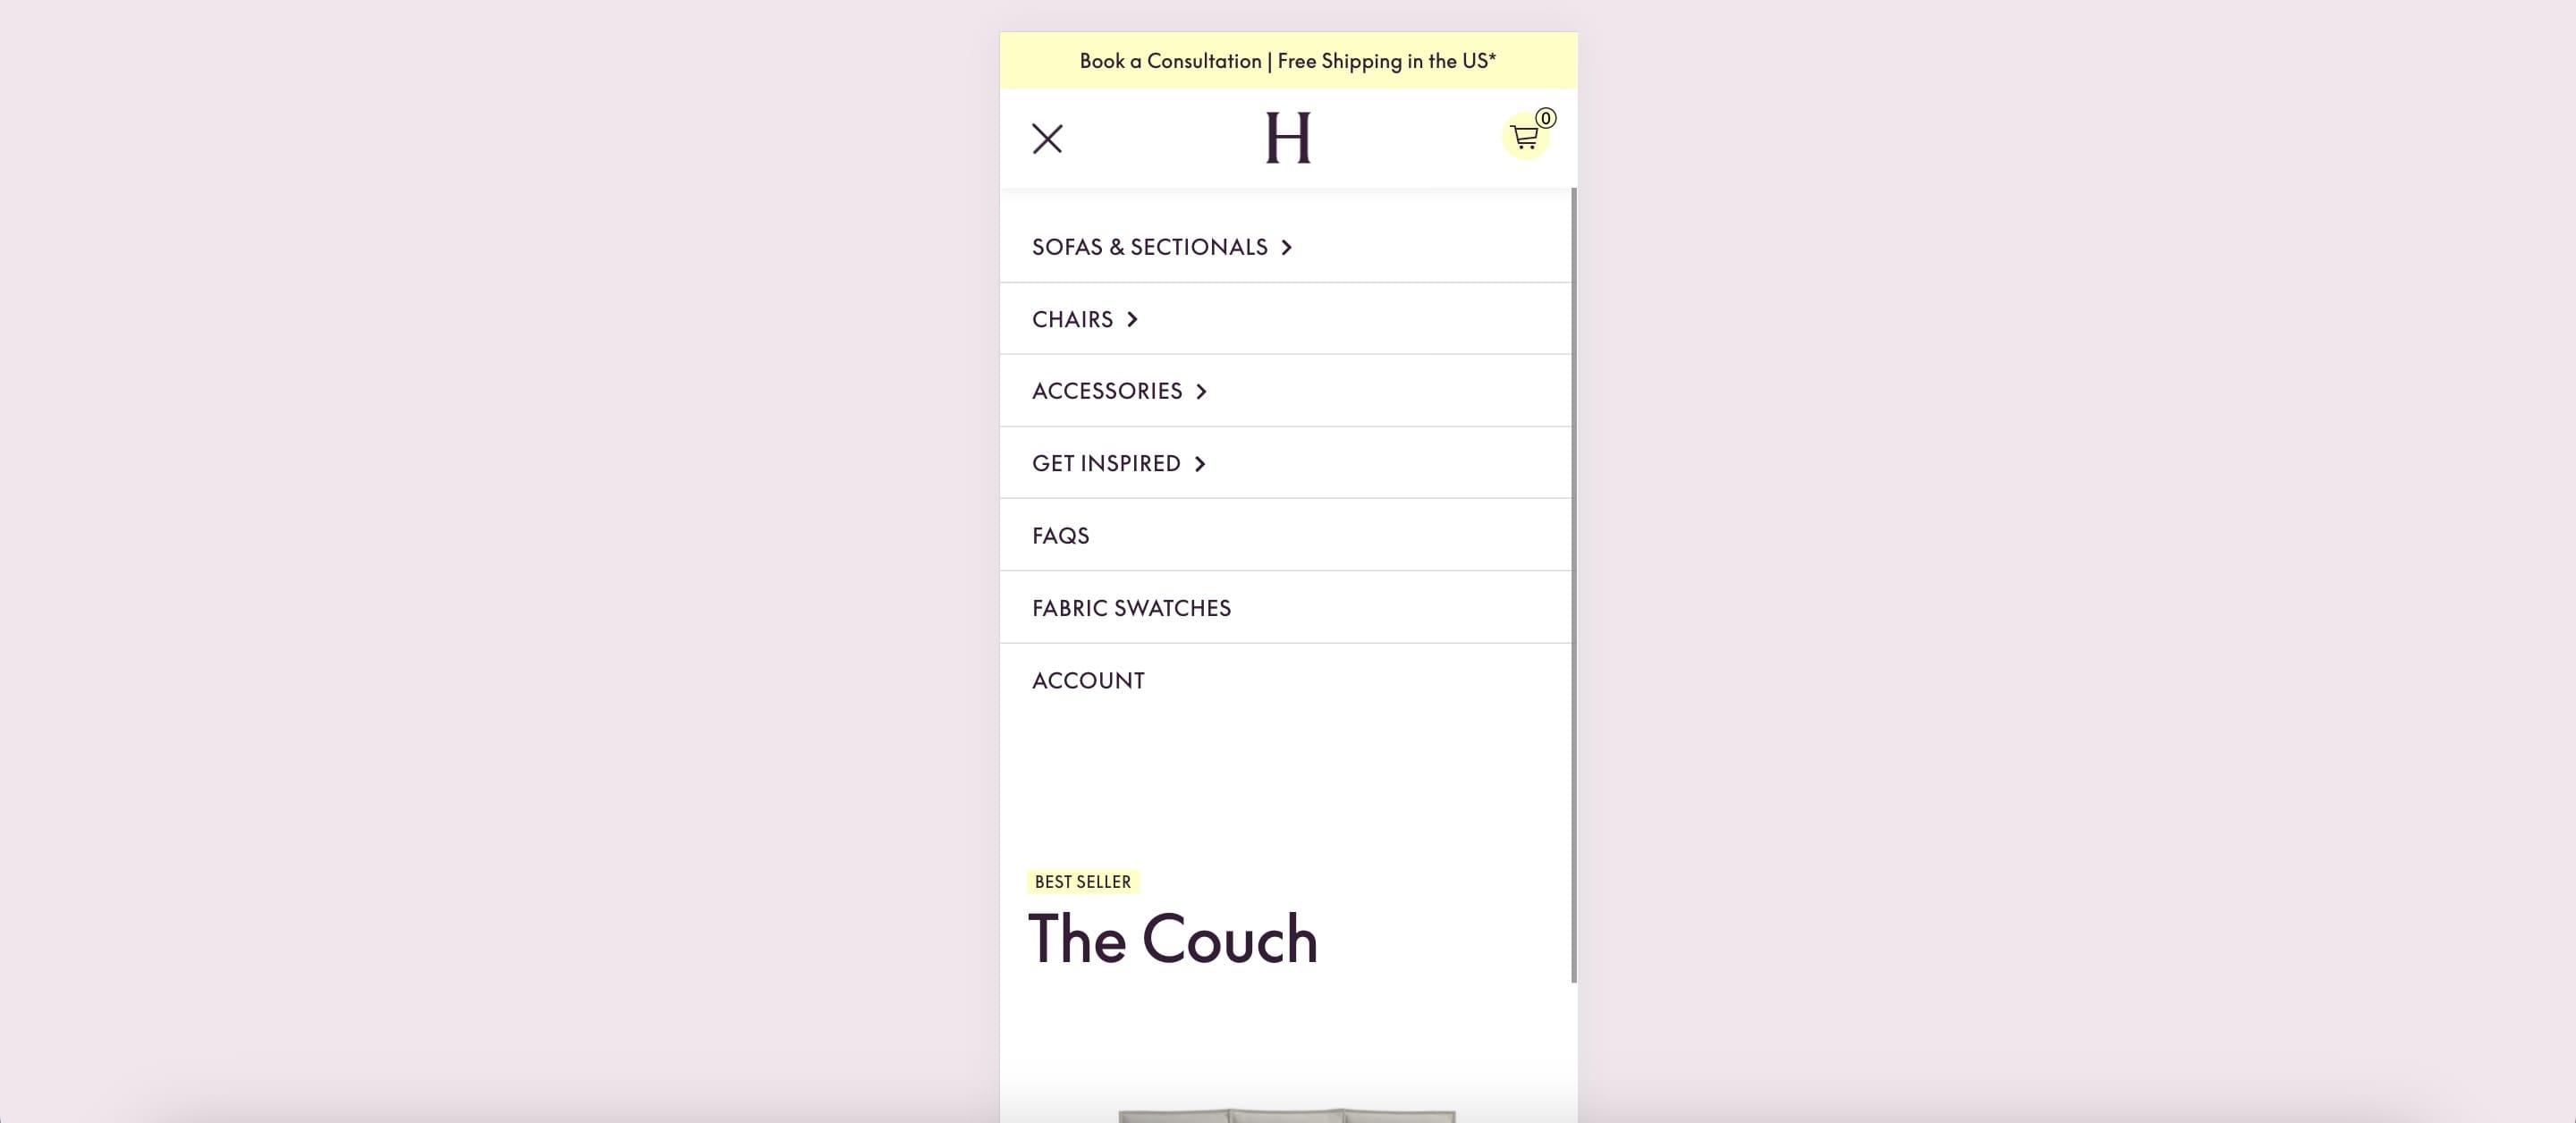 Book a Consultation | Free Shipping in the US*
H
0
SOFAS & SECTIONALS
CHAIRS
ACCESSORIES
GET INSPIRED
FAQS
FABRIC SWATCHES
ACCOUNT
BEST SELLER
The Couch